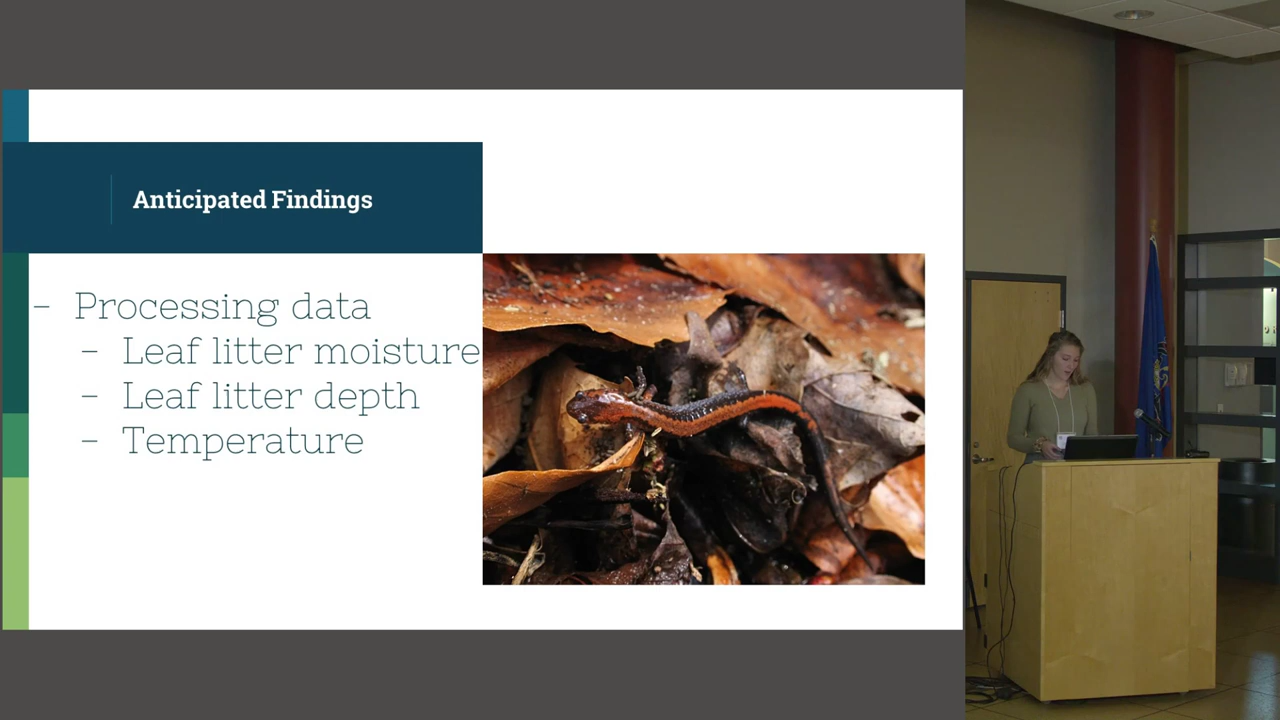 Anticipated Findings
- Processing data
- Leaf litter moisture
- Leaf litter depth
- Temperature